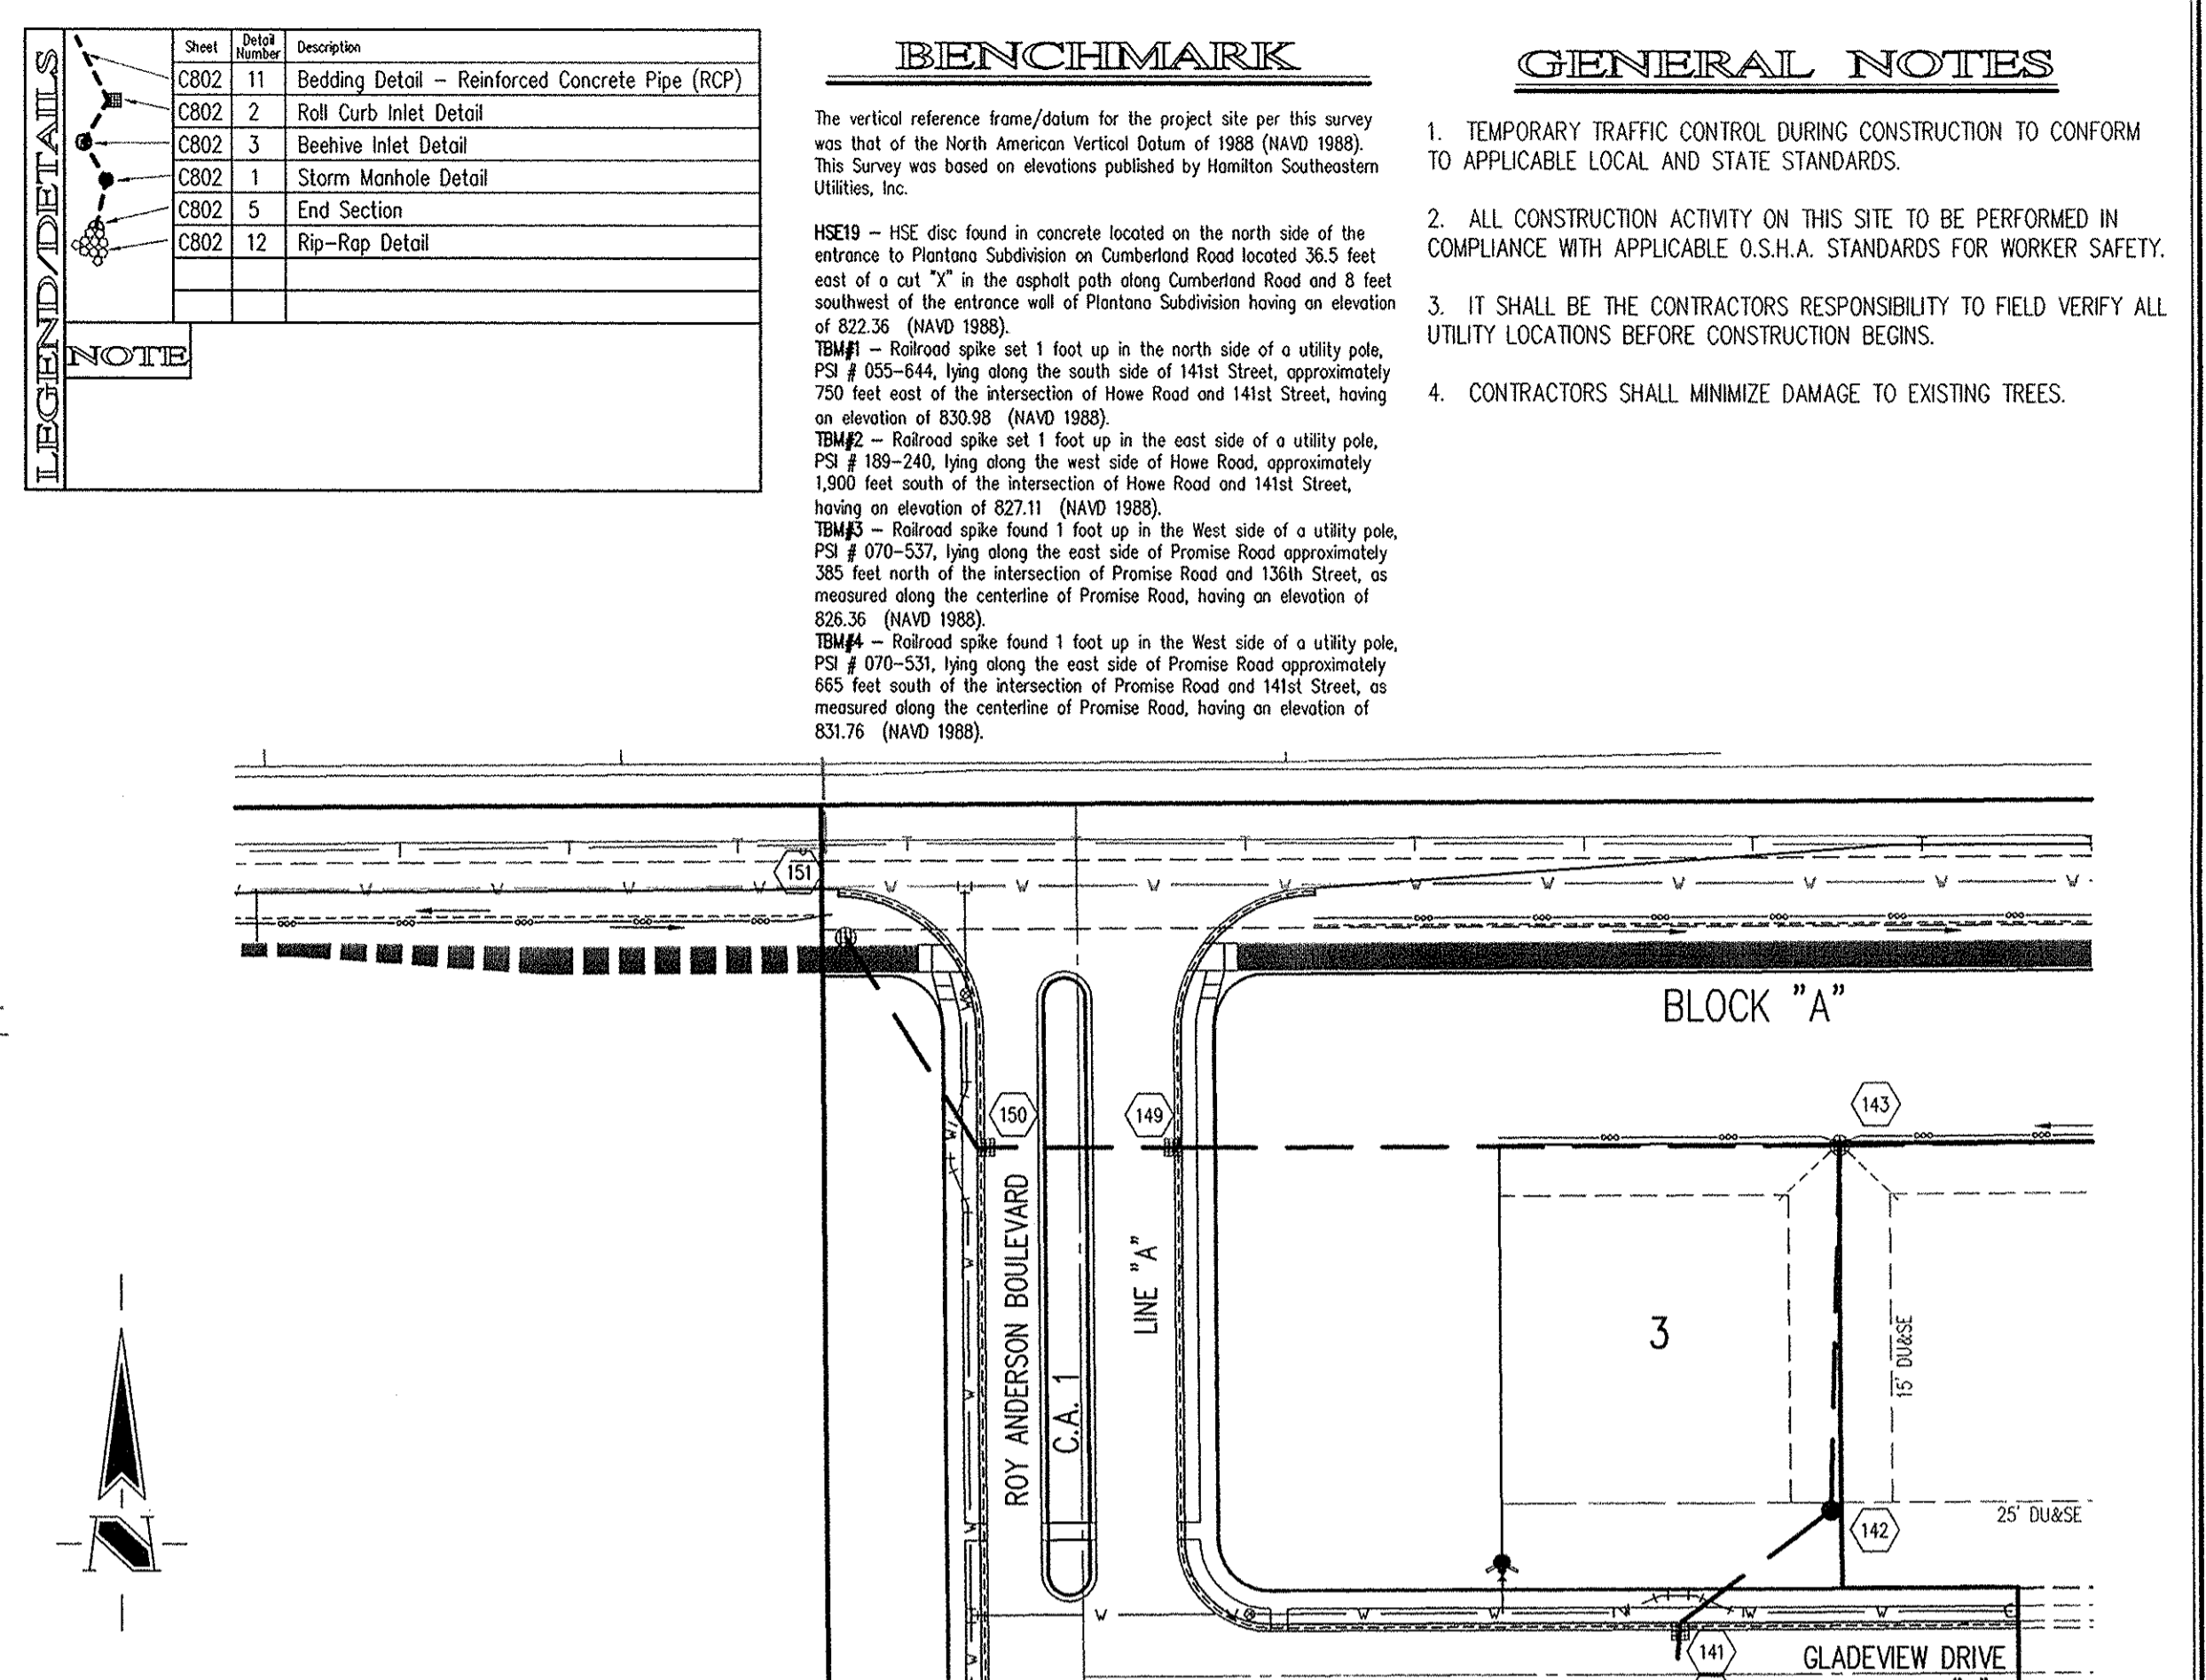 LEGEND/DETAILS
Sheet Detail Number Description
C802 11 Bedding Detail – Reinforced Concrete Pipe (RCP)
C802 2 Roll Curb Inlet Detail
C802 3 Beehive Inlet Detail
C802 1 Storm Manhole Detail
C802 5 End Section
C802 12 Rip-Rap Detail
NOTE
BENCHMARK
The vertical reference frame/datum for the project site per this survey
was that of the North American Vertical Datum of 1988 (NAVD 1988).
This Survey was based on elevations published by Hamilton Southeastern
Utilities, Inc.
HSE19 – HSE disc found in concrete located on the north side of the
entrance to Plantana Subdivision on Cumberland Road located 36.5 feet
east of a cut "X" in the asphalt path along Cumberland Road and 8 feet
southwest of the entrance wall of Plantana Subdivision having an elevation
of 822.36 (NAVD 1988).
TBM#1 – Railroad spike set 1 foot up in the north side of a utility pole,
PSI # 055-644, lying along the south side of 141st Street, approximately
750 feet east of the intersection of Howe Road and 141st Street, having
an elevation of 830.98 (NAVD 1988).
TBM#2 – Railroad spike set 1 foot up in the east side of a utility pole,
PSI # 189-240, lying along the west side of Howe Road, approximately
1,900 feet south of the intersection of Howe Road and 141st Street,
having an elevation of 827.11 (NAVD 1988).
TBM#3 – Railroad spike found 1 foot up in the West side of a utility pole,
PSI # 070-537, lying along the east side of Promise Road approximately
385 feet north of the intersection of Promise Road and 136th Street, as
measured along the centerline of Promise Road, having an elevation of
826.36 (NAVD 1988).
TBM#4 – Railroad spike found 1 foot up in the West side of a utility pole,
PSI # 070-531, lying along the east side of Promise Road approximately
665 feet south of the intersection of Promise Road and 141st Street, as
measured along the centerline of Promise Road, having an elevation of
831.76 (NAVD 1988).
GENERAL NOTES
1. TEMPORARY TRAFFIC CONTROL DURING CONSTRUCTION TO CONFORM
TO APPLICABLE LOCAL AND STATE STANDARDS.
2. ALL CONSTRUCTION ACTIVITY ON THIS SITE TO BE PERFORMED IN
COMPLIANCE WITH APPLICABLE O.S.H.A. STANDARDS FOR WORKER SAFETY.
3. IT SHALL BE THE CONTRACTORS RESPONSIBILITY TO FIELD VERIFY ALL
UTILITY LOCATIONS BEFORE CONSTRUCTION BEGINS.
4. CONTRACTORS SHALL MINIMIZE DAMAGE TO EXISTING TREES.
151
BLOCK "A"
150
149
143
ROY ANDERSON BOULEVARD
C.A. 1
LINE "A"
3
15' DU&SE
25' DU&SE
142
141
GLADEVIEW DRIVE
N